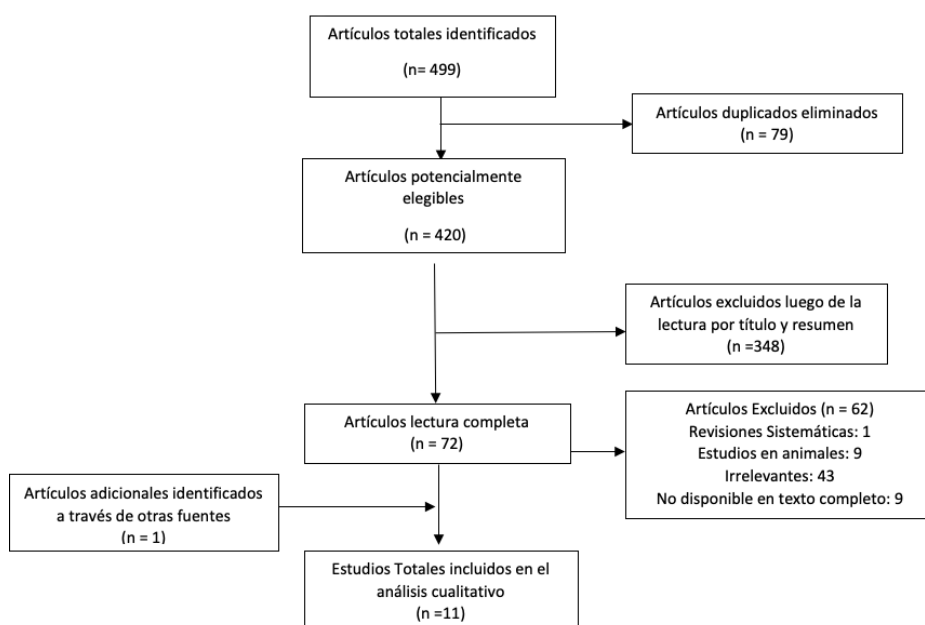 Artículos totales identificados
(n= 499)
Artículos duplicados eliminados
(n = 79)
Artículos potencialmente
elegibles
(n = 420)
Artículos excluidos luego de la
lectura por título y resumen
(n =348)
Artículos lectura completa
(n = 72)
Artículos Excluidos (n = 62)
Revisiones Sistemáticas: 1
Estudios en animales: 9
Irrelevantes: 43
No disponible en texto completo: 9
Artículos adicionales identificados
a través de otras fuentes
(n = 1)
Estudios Totales incluidos en el
análisis cualitativo
(n =11)